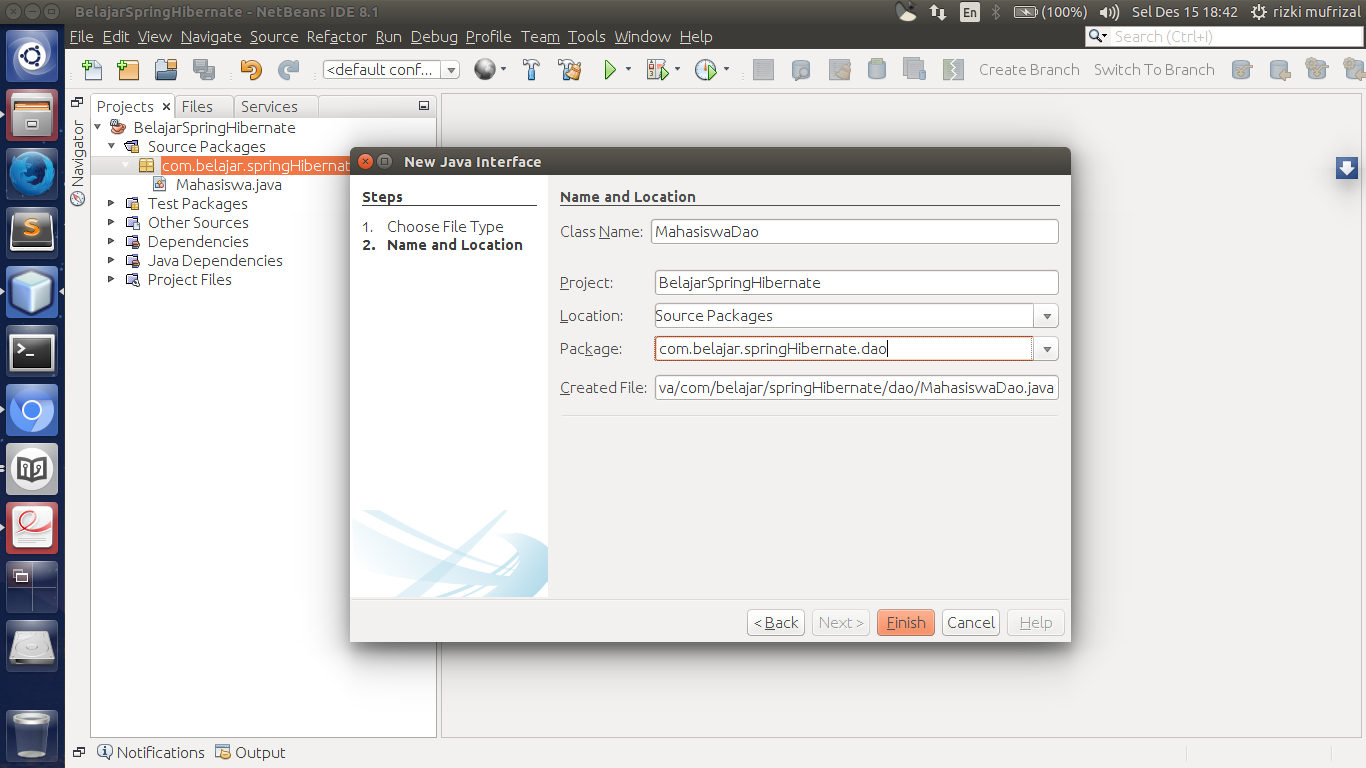 BelajarSpringHibernate - NetBeans IDE 8.1
En (100%) Sel Des 15 18:42 rizki mufrizal
File Edit View Navigate Source Refactor Run Debug Profile Team Tools Window Help
Search (Ctrl+I)
<default conf... Create Branch Switch To Branch
Projects Files Services
Navigator
BelajarSpringHibernate
Source Packages
com.belajar.springHibernat
Mahasiswa.java
Test Packages
Other Sources
Dependencies
Java Dependencies
Project Files
New Java Interface
Steps
1. Choose File Type
2. Name and Location
Name and Location
Class Name: MahasiswaDao
Project: BelajarSpringHibernate
Location: Source Packages
Package: com.belajar.springHibernate.dao
Created File: va/com/belajar/springHibernate/dao/MahasiswaDao.java
< Back Next > Finish Cancel Help
Notifications Output